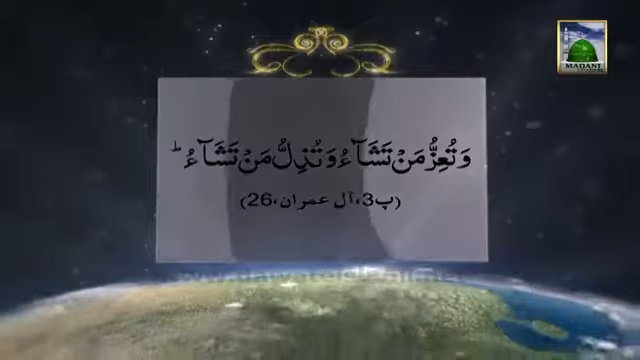 MADANI
وَتُعِزُّ مَنْ تَشَآءُ وَتُذِلُّ مَنْ تَشَآءُ ؕ
(پ3،آل عمران،26)